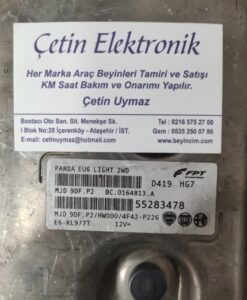 Çetin Elektronik
Her Marka Araç Beyinleri Tamiri ve Satışı
KM Saat Bakım ve Onarımı Yapılır.
Çetin Uymaz
Bostacı Oto San. Sit. Menekşe Sk. Tel : 0216 575 27 00
I Blok No:28 İçerenköy - Ataşehir / İST. Gsm : 0535 250 07 86
E-mail: cetinuymaz@hotmail.com www.beyincim.com
PANDA EU6 LIGHT 2WD FPT
D419 HG7
MJD 9DF.P2 BC.0164813.A
55283478
MJD 9DF.P2/HW000/4F42-P226
E6-KL977T 12V=